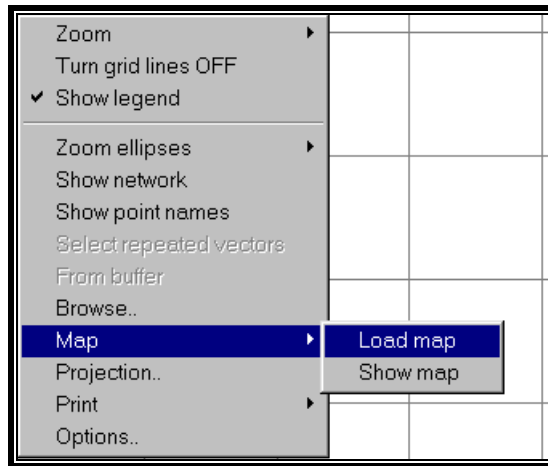 Zoom
Turn grid lines OFF
Show legend
Zoom ellipses
Show network
Show point names
Select repeated vectors
From buffer
Browse..
Map
Load map
Projection..
Show map
Print
Options..